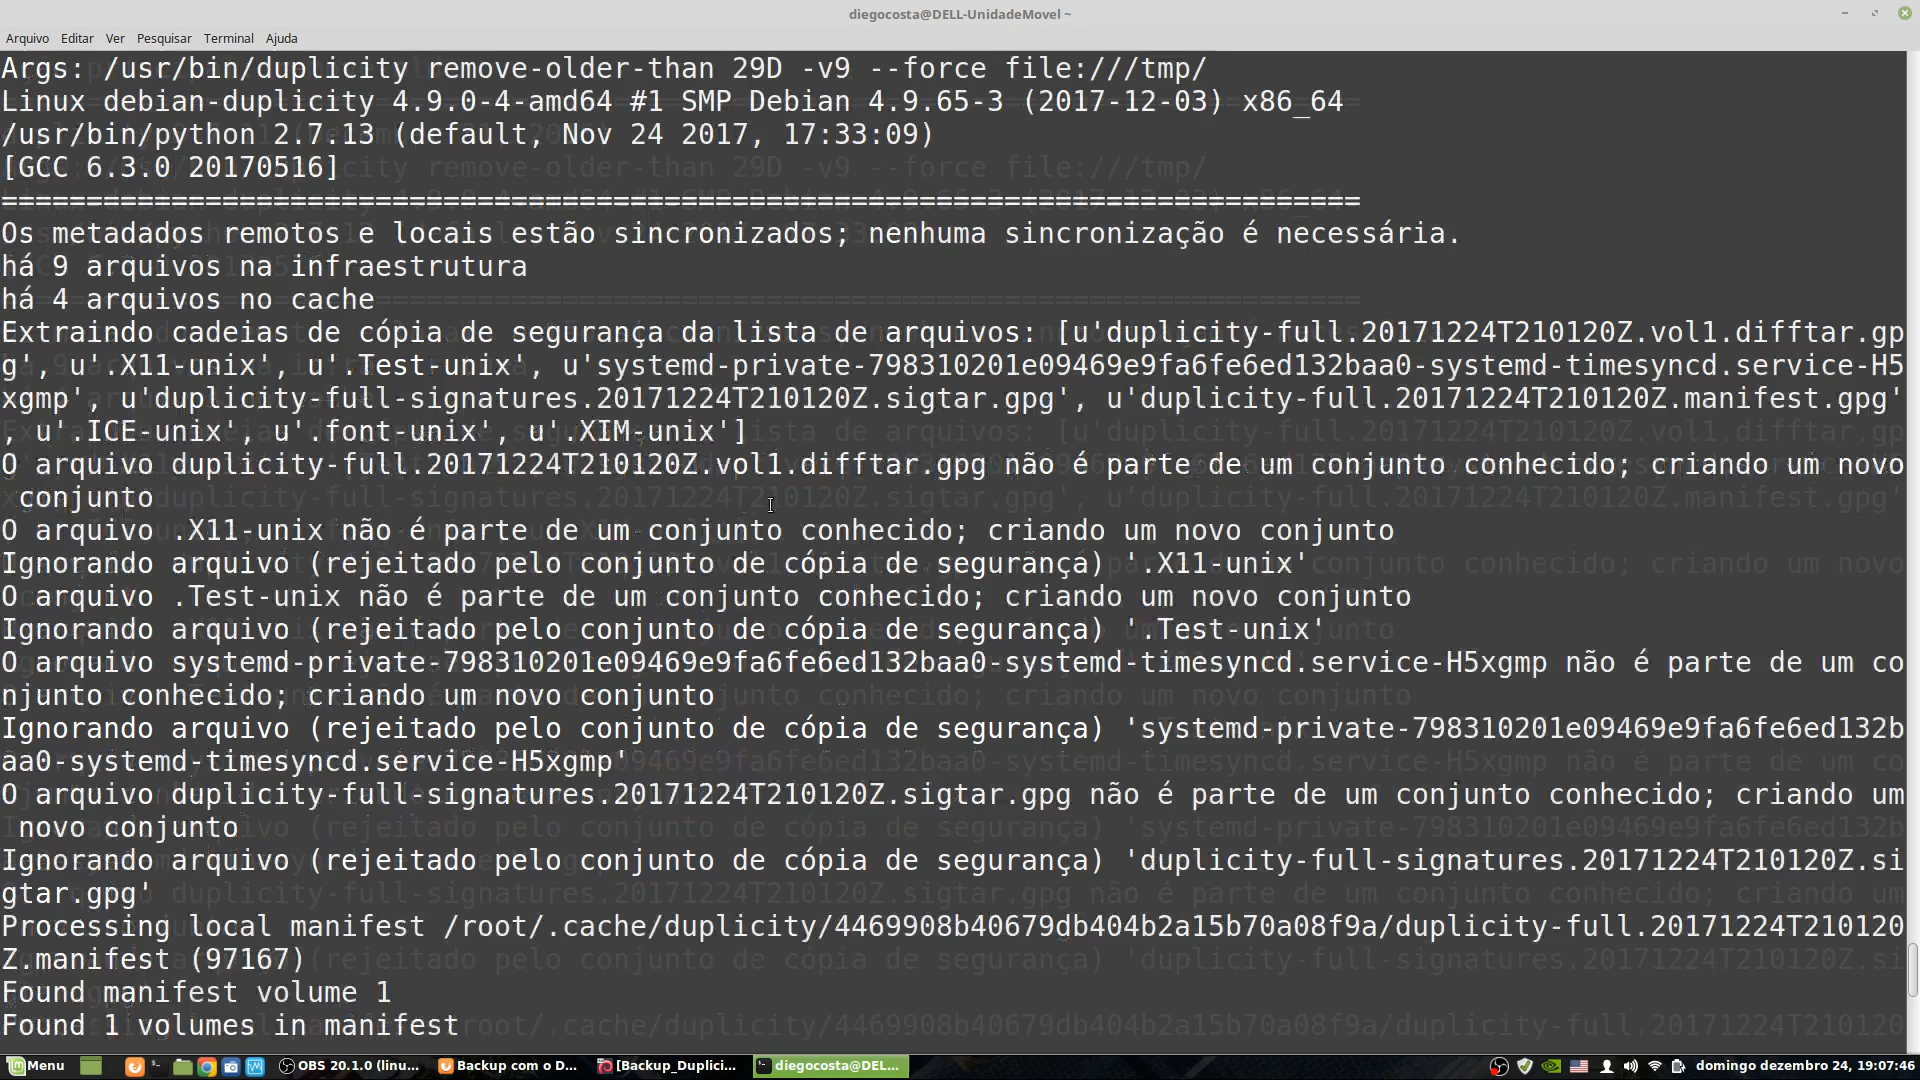 diegocosta@DELL-UnidadeMovel ~
Arquivo Editar Ver Pesquisar Terminal Ajuda
Args: /usr/bin/duplicity remove-older-than 29D -v9 --force file:///tmp/
Linux debian-duplicity 4.9.0-4-amd64 #1 SMP Debian 4.9.65-3 (2017-12-03) x86_64
/usr/bin/python 2.7.13 (default, Nov 24 2017, 17:33:09)
[GCC 6.3.0 20170516]
================================================================================
Os metadados remotos e locais estão sincronizados; nenhuma sincronização é necessária.
há 9 arquivos na infraestrutura
há 4 arquivos no cache
Extraindo cadeias de cópia de segurança da lista de arquivos: [u'duplicity-full.20171224T210120Z.vol1.difftar.gp
g', u'.X11-unix', u'.Test-unix', u'systemd-private-798310201e09469e9fa6fe6ed132baa0-systemd-timesyncd.service-H5
xgmp', u'duplicity-full-signatures.20171224T210120Z.sigtar.gpg', u'duplicity-full.20171224T210120Z.manifest.gpg'
, u'.ICE-unix', u'.font-unix', u'.XIM-unix']
O arquivo duplicity-full.20171224T210120Z.vol1.difftar.gpg não é parte de um conjunto conhecido; criando um novo
 conjunto
O arquivo .X11-unix não é parte de um conjunto conhecido; criando um novo conjunto
Ignorando arquivo (rejeitado pelo conjunto de cópia de segurança) '.X11-unix'
O arquivo .Test-unix não é parte de um conjunto conhecido; criando um novo conjunto
Ignorando arquivo (rejeitado pelo conjunto de cópia de segurança) '.Test-unix'
O arquivo systemd-private-798310201e09469e9fa6fe6ed132baa0-systemd-timesyncd.service-H5xgmp não é parte de um co
njunto conhecido; criando um novo conjunto
Ignorando arquivo (rejeitado pelo conjunto de cópia de segurança) 'systemd-private-798310201e09469e9fa6fe6ed132b
aa0-systemd-timesyncd.service-H5xgmp'
O arquivo duplicity-full-signatures.20171224T210120Z.sigtar.gpg não é parte de um conjunto conhecido; criando um
 novo conjunto
Ignorando arquivo (rejeitado pelo conjunto de cópia de segurança) 'duplicity-full-signatures.20171224T210120Z.si
gtar.gpg'
Processing local manifest /root/.cache/duplicity/4469908b40679db404b2a15b70a08f9a/duplicity-full.20171224T210120
Z.manifest (97167)
Found manifest volume 1
Found 1 volumes in manifest
Menu OBS 20.1.0 (linu... Backup com o D... [Backup_Duplici... diegocosta@DEL... domingo dezembro 24, 19:07:46